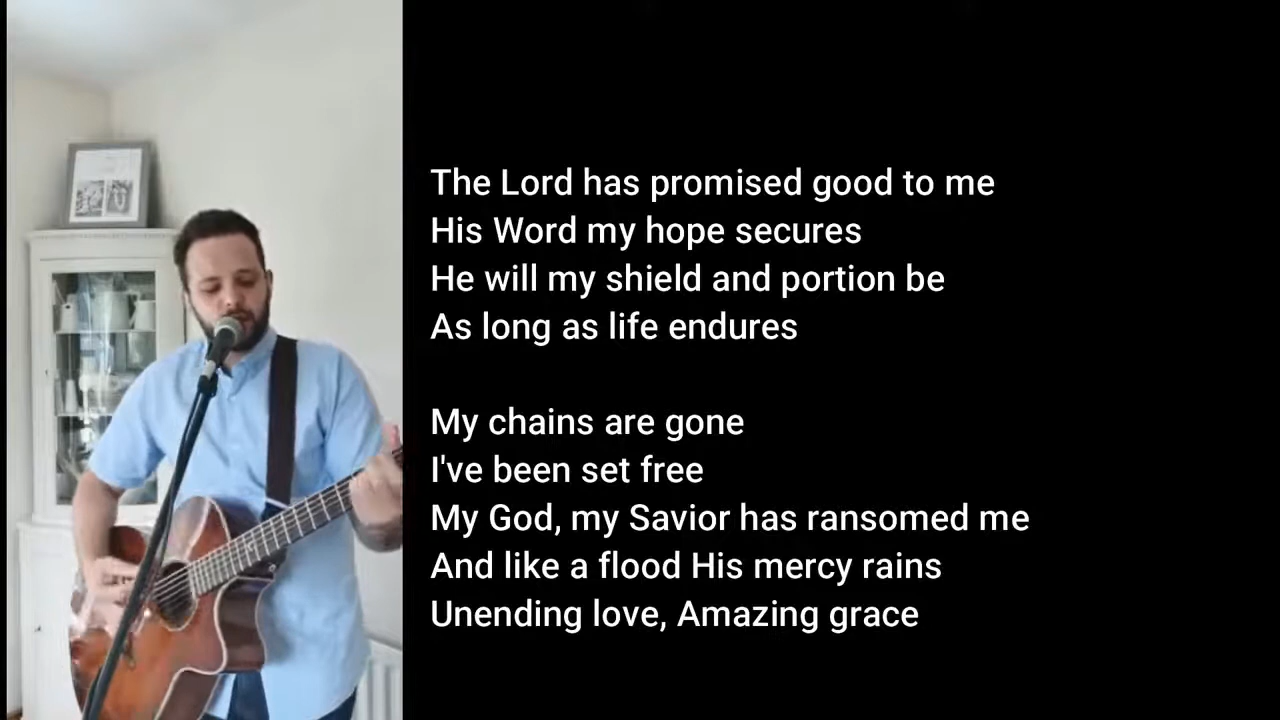 The Lord has promised good to me
His Word my hope secures
He will my shield and portion be
As long as life endures
My chains are gone
I've been set free
My God, my Savior has ransomed me
And like a flood His mercy rains
Unending love, Amazing grace